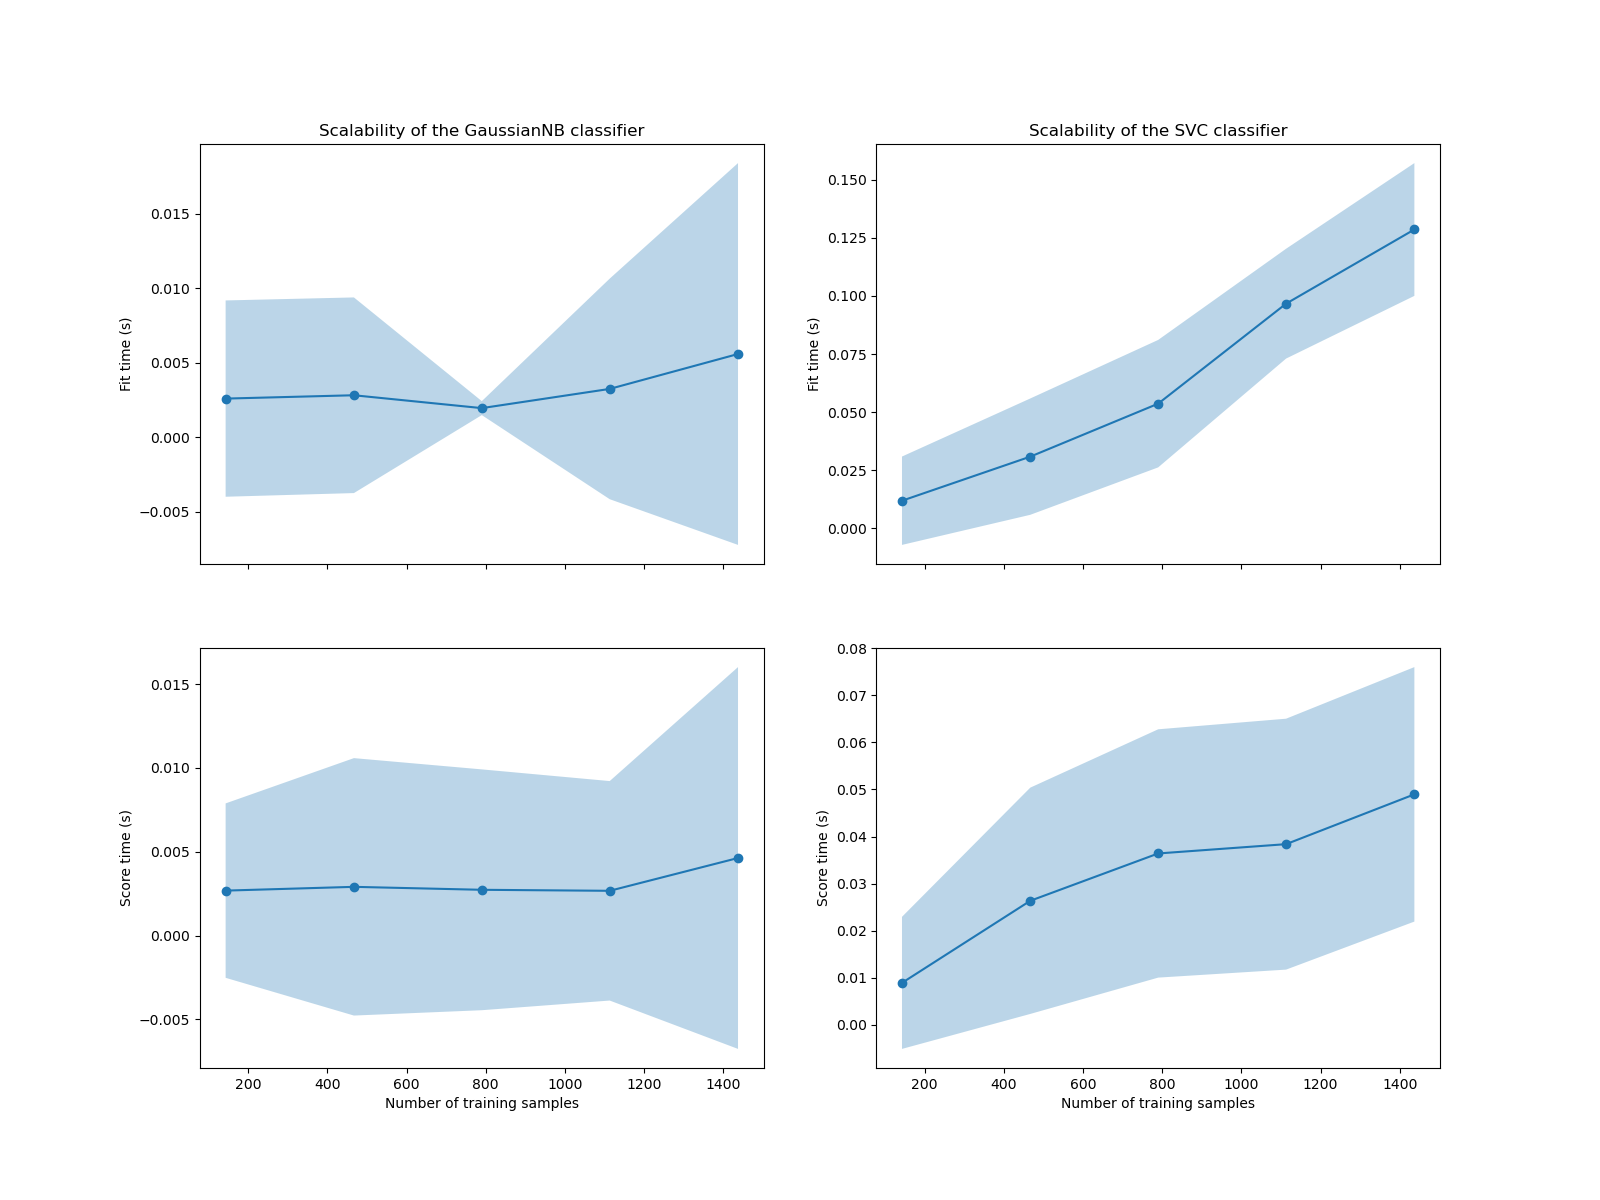 Scalability of the GaussianNB classifier
Scalability of the SVC classifier
0.015
0.010
0.005
0.000
−0.005
Fit time (s)
0.150
0.125
0.100
0.075
0.050
0.025
0.000
Fit time (s)
0.015
0.010
0.005
0.000
−0.005
Score time (s)
200 400 600 800 1000 1200 1400
Number of training samples
0.08
0.07
0.06
0.05
0.04
0.03
0.02
0.01
0.00
Score time (s)
200 400 600 800 1000 1200 1400
Number of training samples